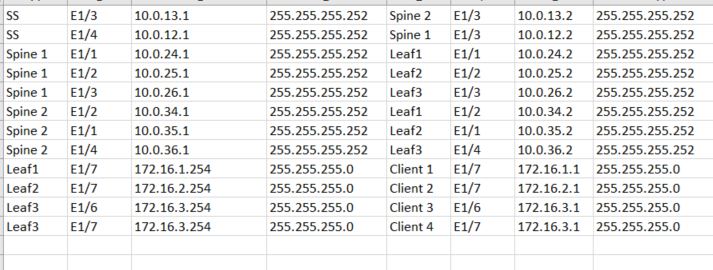 SS E1/3 10.0.13.1 255.255.255.252 Spine 2 E1/3 10.0.13.2 255.255.255.252
SS E1/4 10.0.12.1 255.255.255.252 Spine 1 E1/3 10.0.12.2 255.255.255.252
Spine 1 E1/1 10.0.24.1 255.255.255.252 Leaf1 E1/1 10.0.24.2 255.255.255.252
Spine 1 E1/2 10.0.25.1 255.255.255.252 Leaf2 E1/2 10.0.25.2 255.255.255.252
Spine 1 E1/3 10.0.26.1 255.255.255.252 Leaf3 E1/3 10.0.26.2 255.255.255.252
Spine 2 E1/2 10.0.34.1 255.255.255.252 Leaf1 E1/2 10.0.34.2 255.255.255.252
Spine 2 E1/1 10.0.35.1 255.255.255.252 Leaf2 E1/1 10.0.35.2 255.255.255.252
Spine 2 E1/4 10.0.36.1 255.255.255.252 Leaf3 E1/4 10.0.36.2 255.255.255.252
Leaf1 E1/7 172.16.1.254 255.255.255.0 Client 1 E1/7 172.16.1.1 255.255.255.0
Leaf2 E1/7 172.16.2.254 255.255.255.0 Client 2 E1/7 172.16.2.1 255.255.255.0
Leaf3 E1/6 172.16.3.254 255.255.255.0 Client 3 E1/6 172.16.3.1 255.255.255.0
Leaf3 E1/7 172.16.3.254 255.255.255.0 Client 4 E1/7 172.16.3.1 255.255.255.0